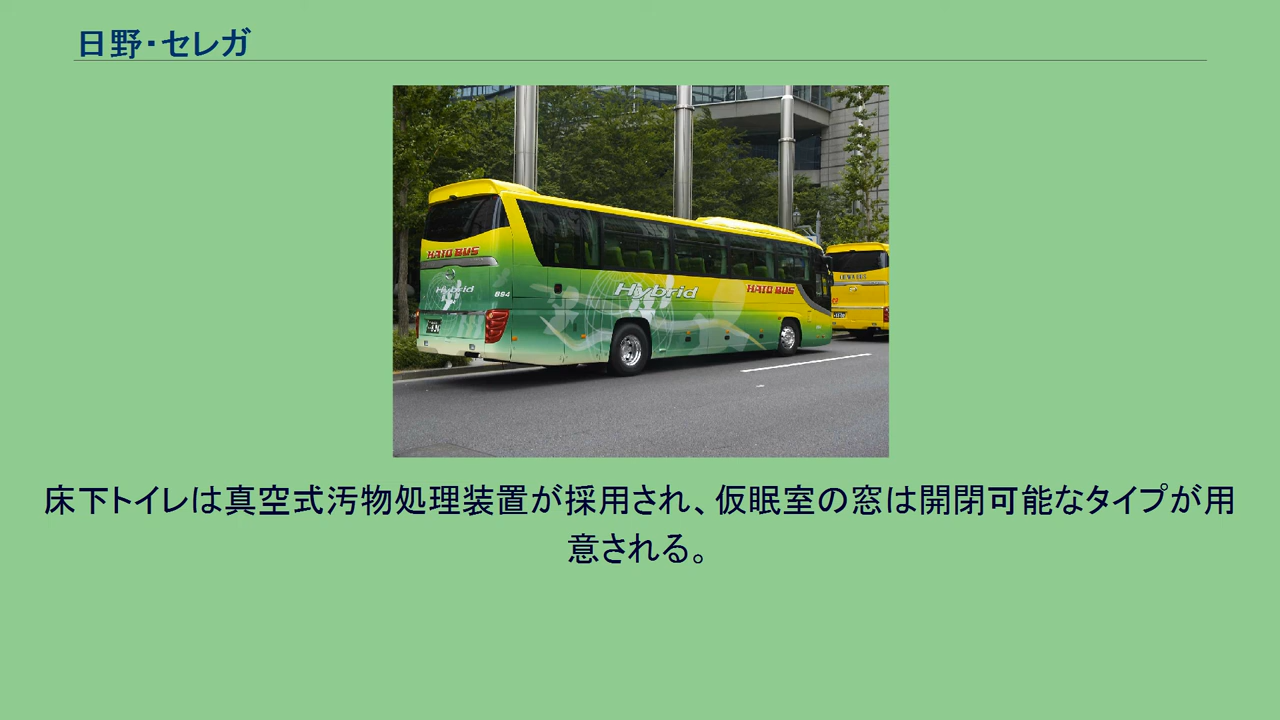 日野・セレガ
HATO BUS
Hybrid
894
Hybrid
HATO BUS
床下トイレは真空式汚物処理装置が採用され、仮眠室の窓は開閉可能なタイプが用
意される。